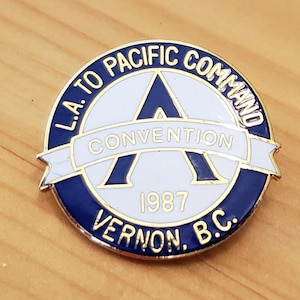 L.A. TO PACIFIC COMMAND
A
CONVENTION
1987
VERNON, B.C.